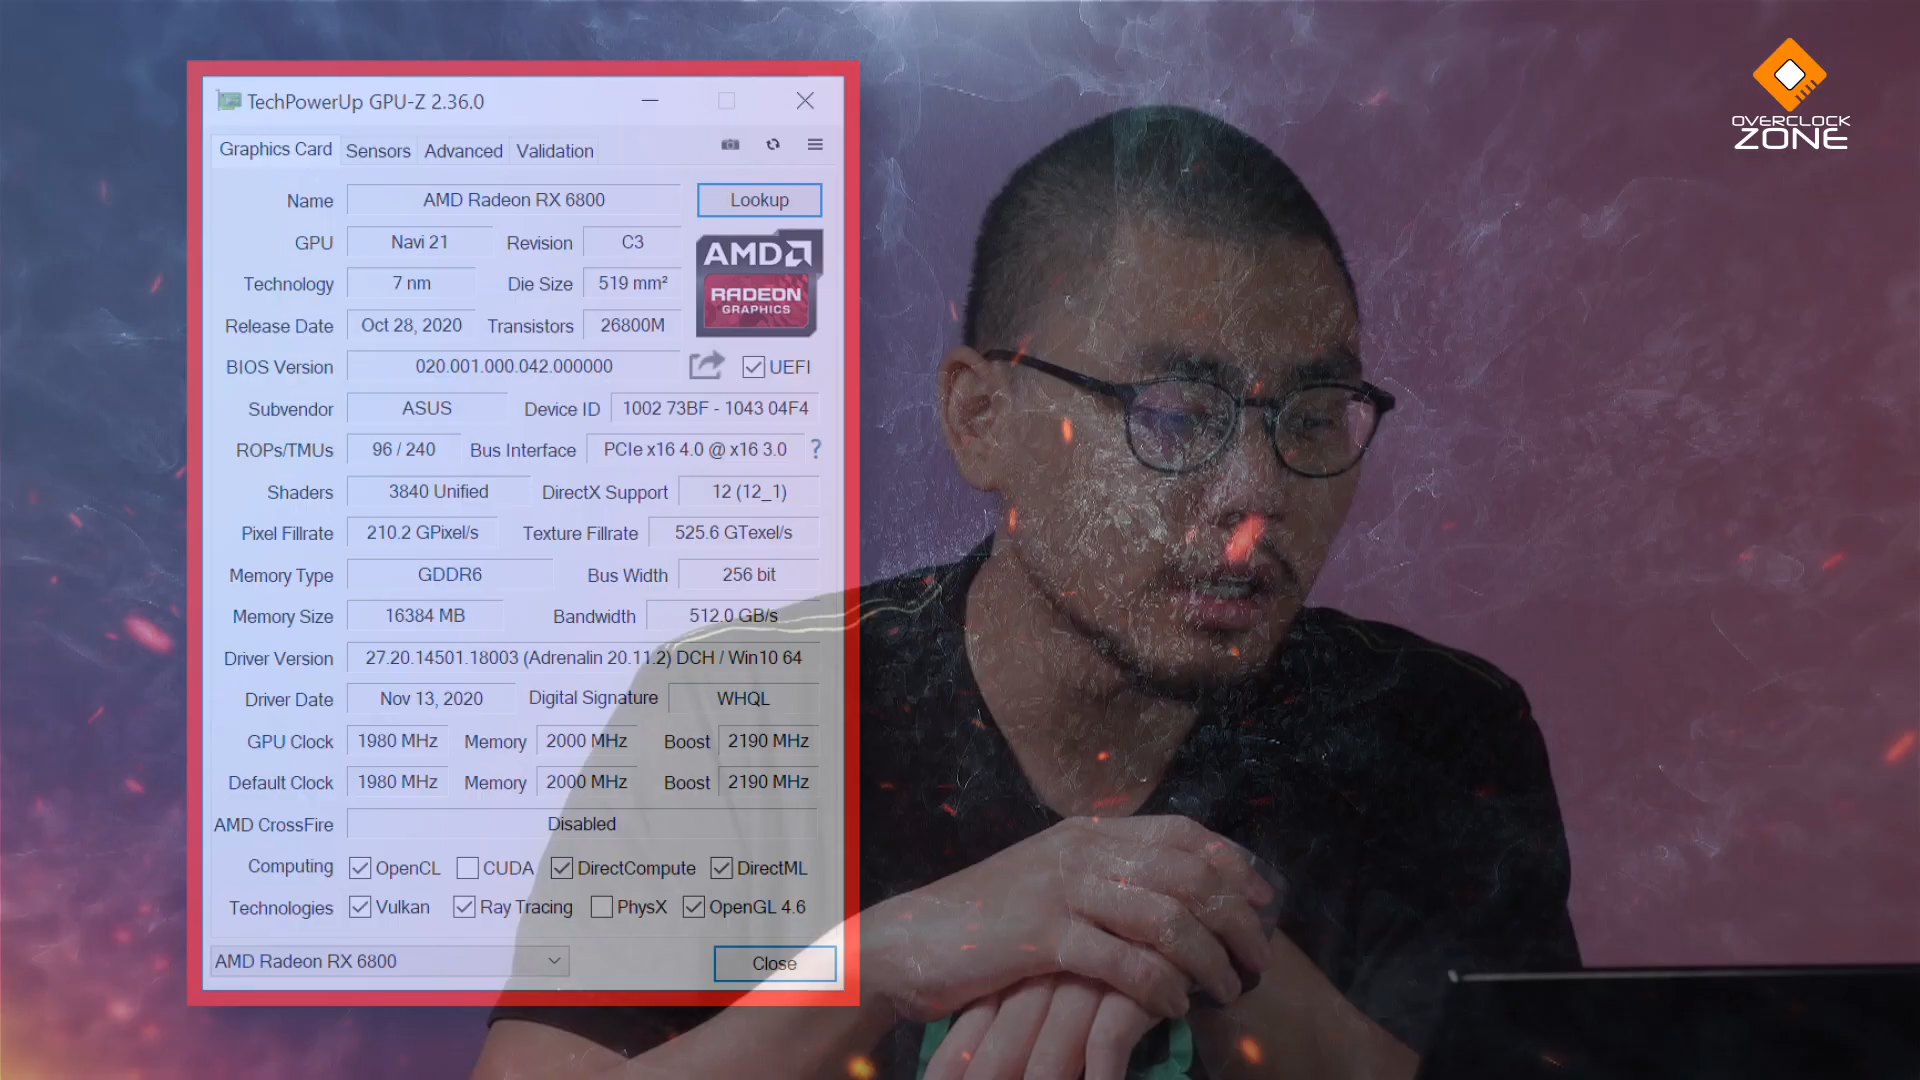 TechPowerUp GPU-Z 2.36.0
Graphics Card Sensors Advanced Validation
Name AMD Radeon RX 6800 Lookup
GPU Navi 21 Revision C3
Technology 7 nm Die Size 519 mm²
Release Date Oct 28, 2020 Transistors 26800M
AMD
RADEON
GRAPHICS
BIOS Version 020.001.000.042.000000 UEFI
Subvendor ASUS Device ID 1002 73BF - 1043 04F4
ROPs/TMUs 96 / 240 Bus Interface PCIe x16 4.0 @ x16 3.0 ?
Shaders 3840 Unified DirectX Support 12 (12_1)
Pixel Fillrate 210.2 GPixel/s Texture Fillrate 525.6 GTexel/s
Memory Type GDDR6 Bus Width 256 bit
Memory Size 16384 MB Bandwidth 512.0 GB/s
Driver Version 27.20.14501.18003 (Adrenalin 20.11.2) DCH / Win10 64
Driver Date Nov 13, 2020 Digital Signature WHQL
GPU Clock 1980 MHz Memory 2000 MHz Boost 2190 MHz
Default Clock 1980 MHz Memory 2000 MHz Boost 2190 MHz
AMD CrossFire Disabled
Computing OpenCL CUDA DirectCompute DirectML
Technologies Vulkan Ray Tracing PhysX OpenGL 4.6
AMD Radeon RX 6800 Close
OVERCLOCK
ZONE